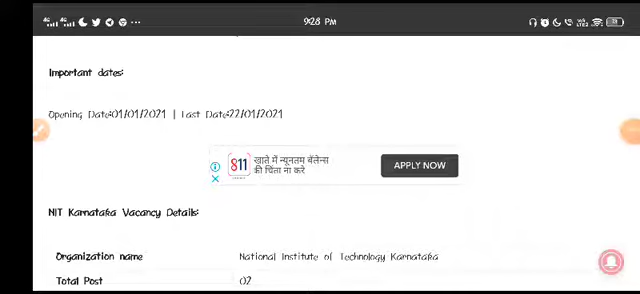 9:28 PM
Important dates:
Opening Date:01/01/2021 | Last Date:22/01/2021
811
खाते में न्यूनतम बॅलेन्स
की चिंता ना करे
APPLY NOW
NIT Karnataka Vacancy Details:
Organization name National Institute of Technology Karnataka
Total Post 02